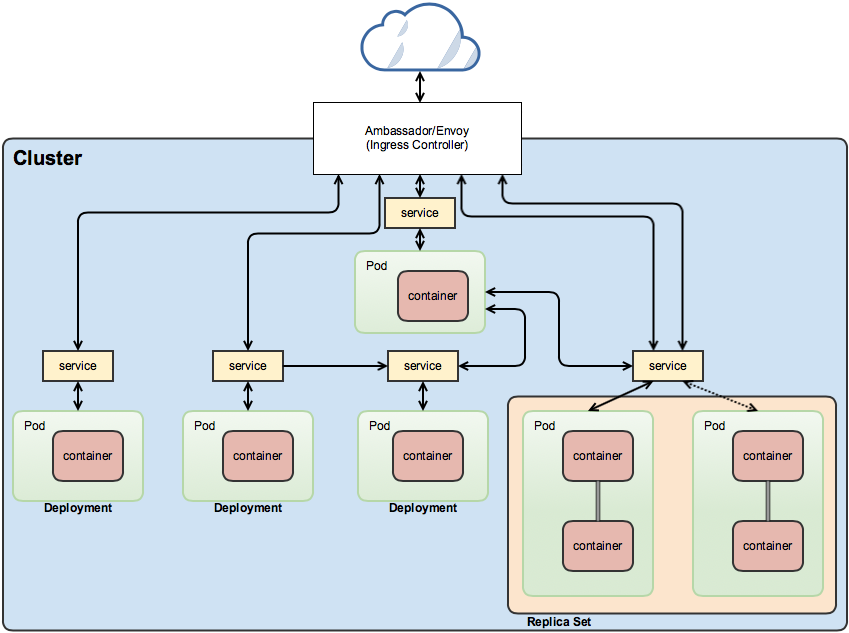 Ambassador/Envoy
(Ingress Controller)
Cluster
service
Pod
container
service
service
service
service
Pod
container
Pod
container
Pod
container
Pod
container
Pod
container
Deployment
Deployment
Deployment
container
container
Replica Set